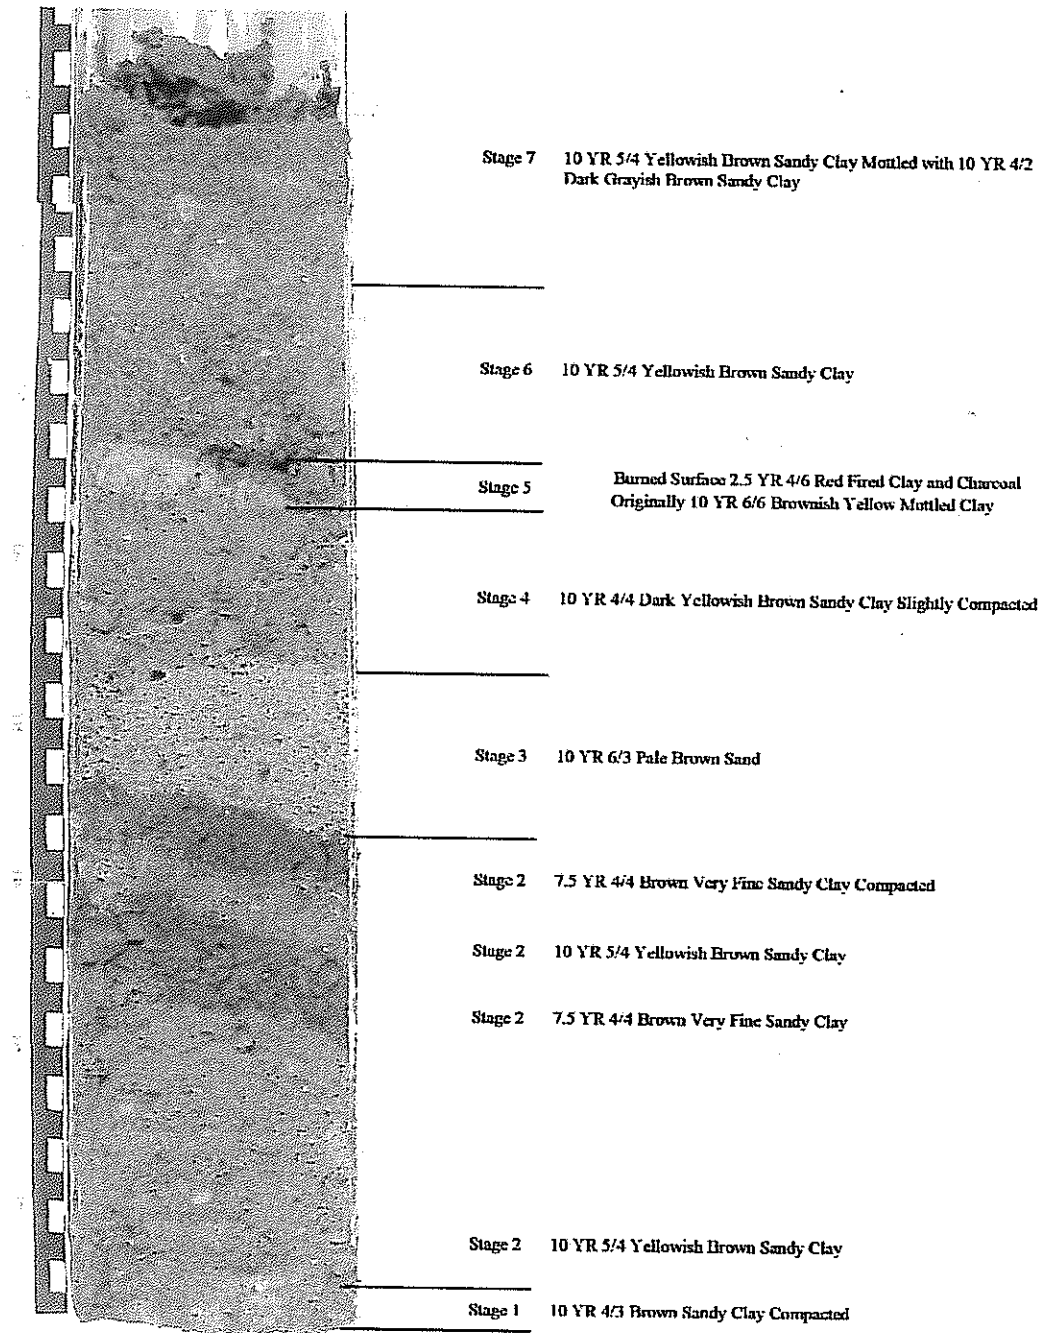 Stage 7 10 YR 5/4 Yellowish Brown Sandy Clay Mottled with 10 YR 4/2
Dark Grayish Brown Sandy Clay
Stage 6 10 YR 5/4 Yellowish Brown Sandy Clay
Burned Surface 2.5 YR 4/6 Red Fired Clay and Charcoal
Stage 5 Originally 10 YR 6/6 Brownish Yellow Mottled Clay
Stage 4 10 YR 4/4 Dark Yellowish Brown Sandy Clay Slightly Compacted
Stage 3 10 YR 6/3 Pale Brown Sand
Stage 2 7.5 YR 4/4 Brown Very Fine Sandy Clay Compacted
Stage 2 10 YR 5/4 Yellowish Brown Sandy Clay
Stage 2 7.5 YR 4/4 Brown Very Fine Sandy Clay
Stage 2 10 YR 5/4 Yellowish Brown Sandy Clay
Stage 1 10 YR 4/3 Brown Sandy Clay Compacted